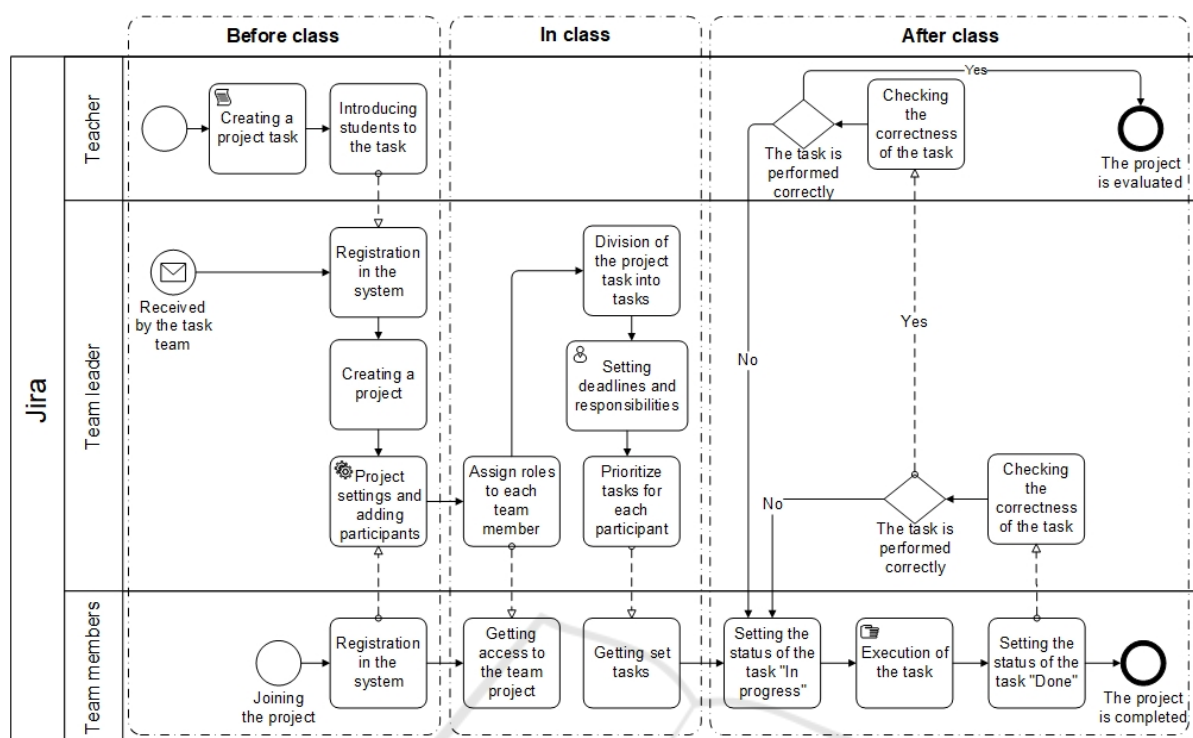 Before class
In class
After class
Jira
Teacher
Creating a
project task
Introducing
students to
the task
Yes
The task is
performed
correctly
Checking
the
correctness
of the task
The project
is evaluated
Team leader
Received
by the task
team
Registration
in the
system
Creating a
project
Project
settings and
adding
participants
Assign roles
to each
team
member
Division of
the project
task into
tasks
Setting
deadlines and
responsibilities
Prioritize
tasks for
each
participant
No
Yes
No
The task is
performed
correctly
Checking
the
correctness
of the task
Team members
Joining
the project
Registration
in the
system
Getting
access to
the team
project
Getting set
tasks
Setting the
status of the
task "In
progress"
Execution of
the task
Setting the
status of the
task "Done"
The project
is completed